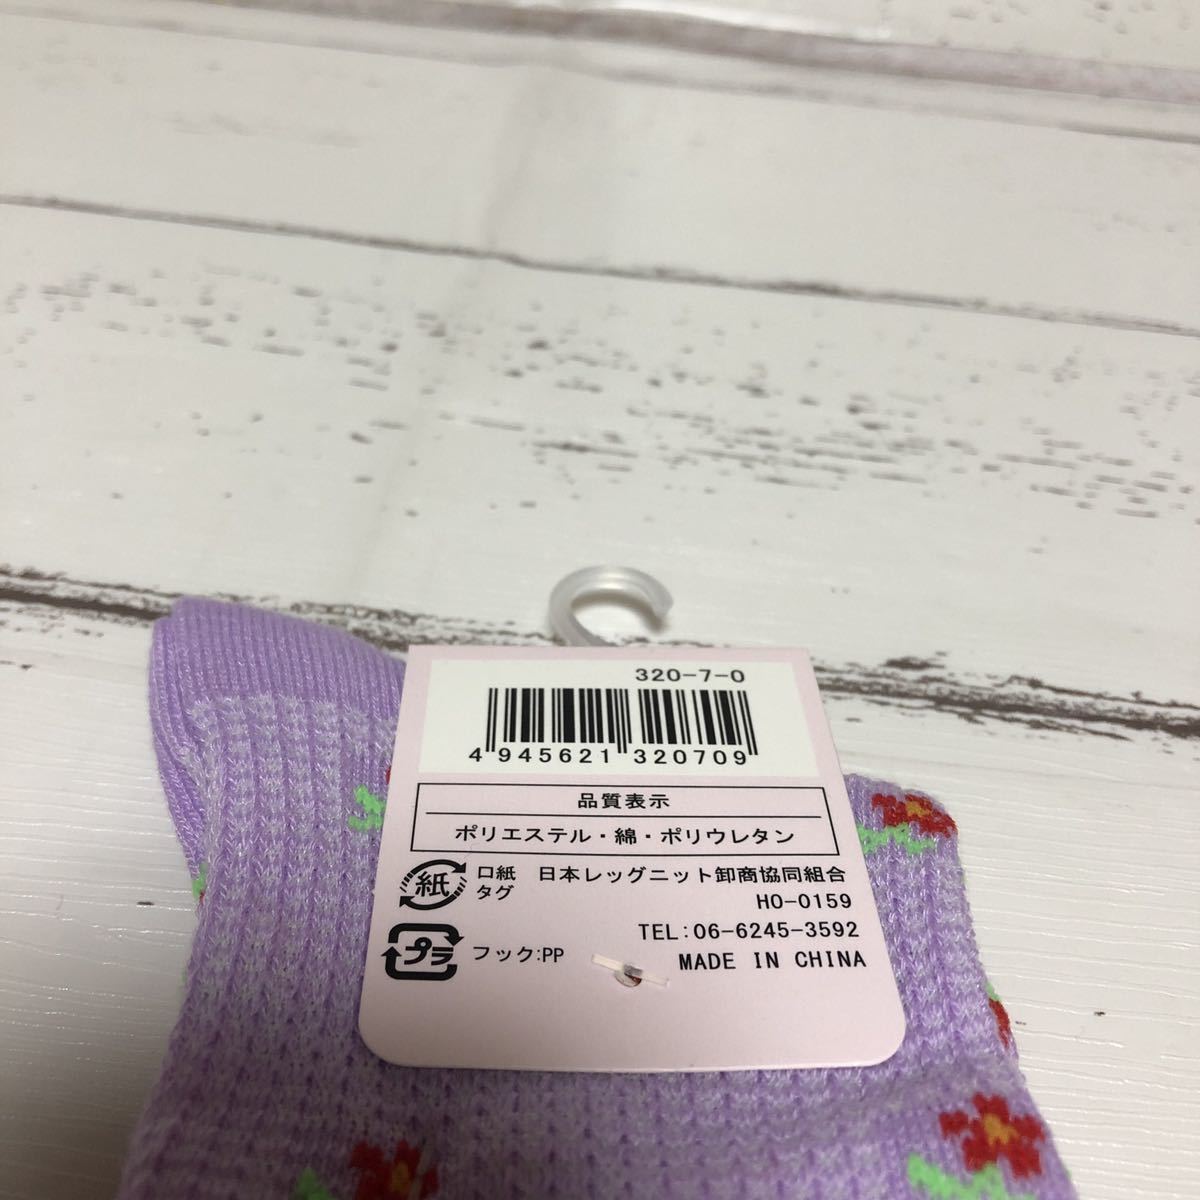 320-7-0
4 945621 320709
品質表示
ポリエステル・綿・ポリウレタン
紙 口紙 タグ
日本レッグニット卸商協同組合
HO-0159
TEL:06-6245-3592
プラ フック:PP
MADE IN CHINA